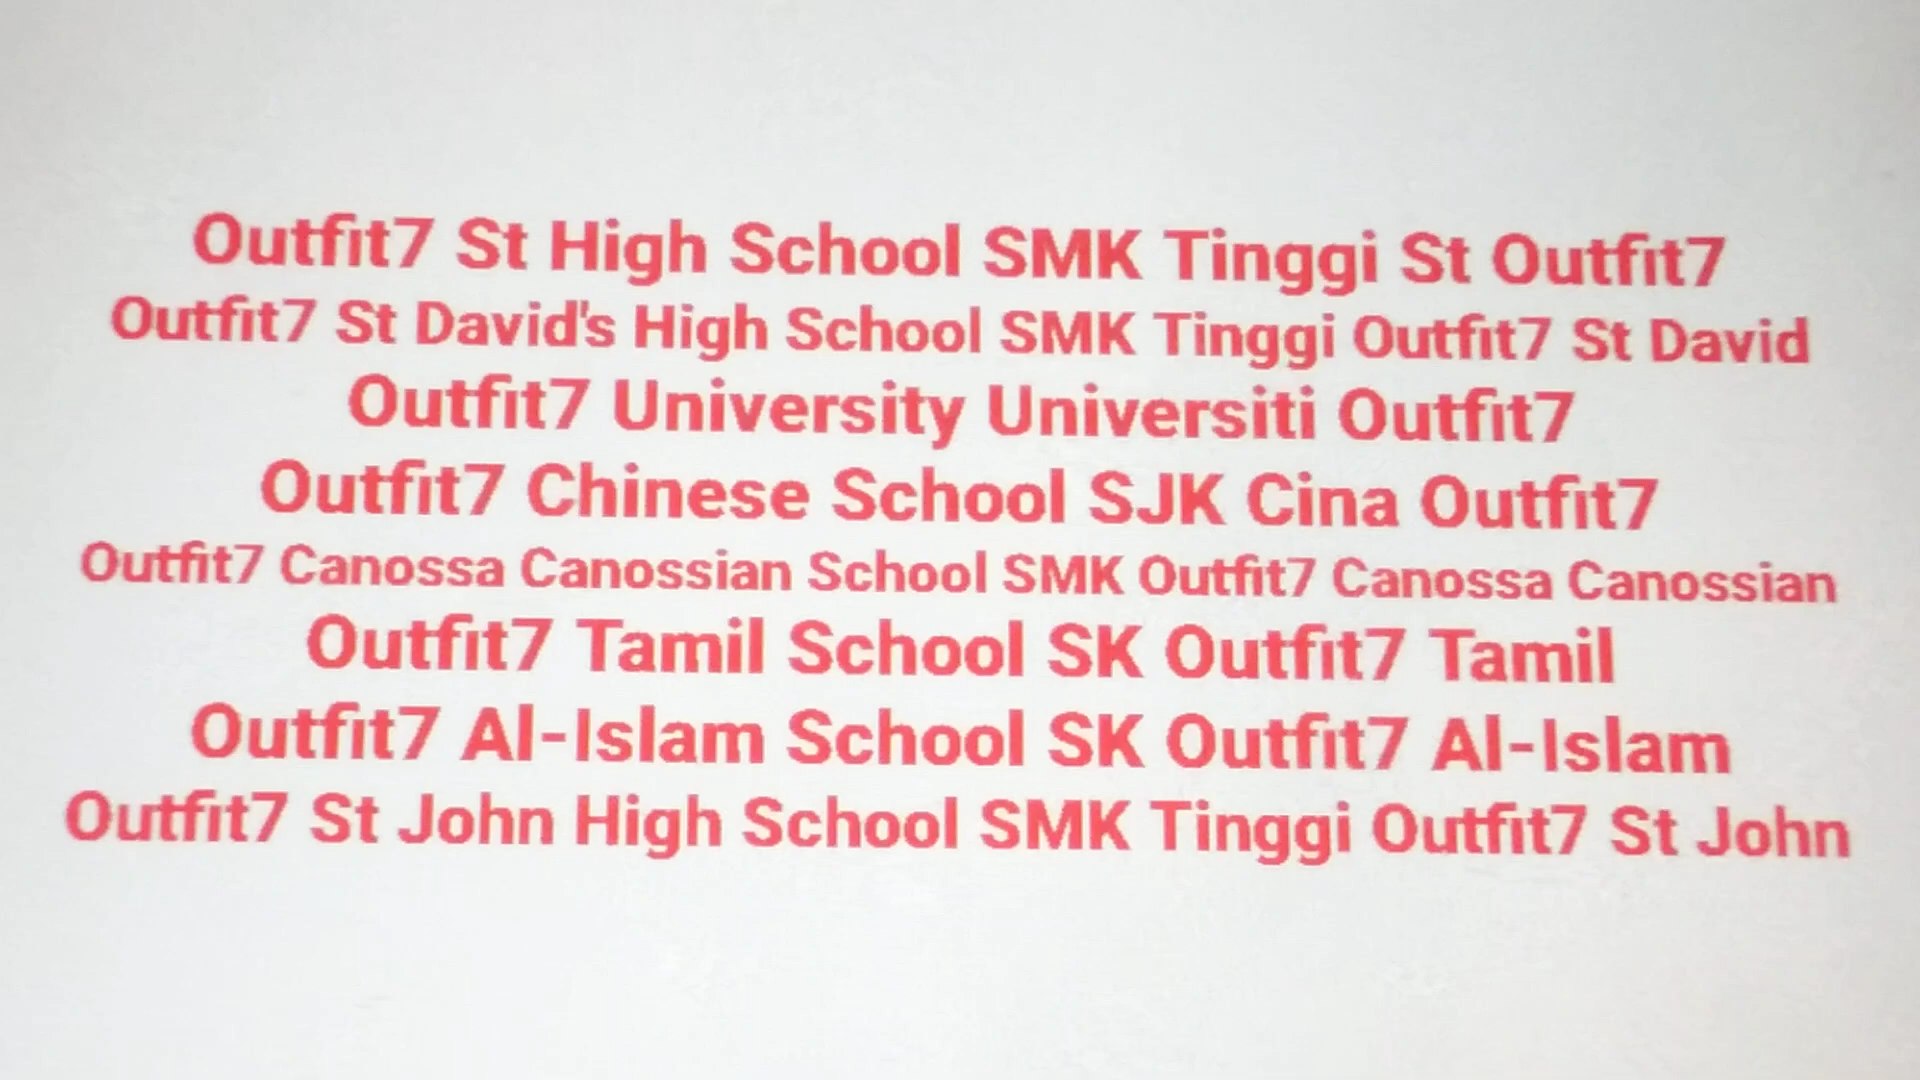 Outfit7 St High School SMK Tinggi St Outfit7
Outfit7 St David's High School SMK Tinggi Outfit7 St David
Outfit7 University Universiti Outfit7
Outfit7 Chinese School SJK Cina Outfit7
Outfit7 Canossa Canossian School SMK Outfit7 Canossa Canossian
Outfit7 Tamil School SK Outfit7 Tamil
Outfit7 Al-Islam School SK Outfit7 Al-Islam
Outfit7 St John High School SMK Tinggi Outfit7 St John